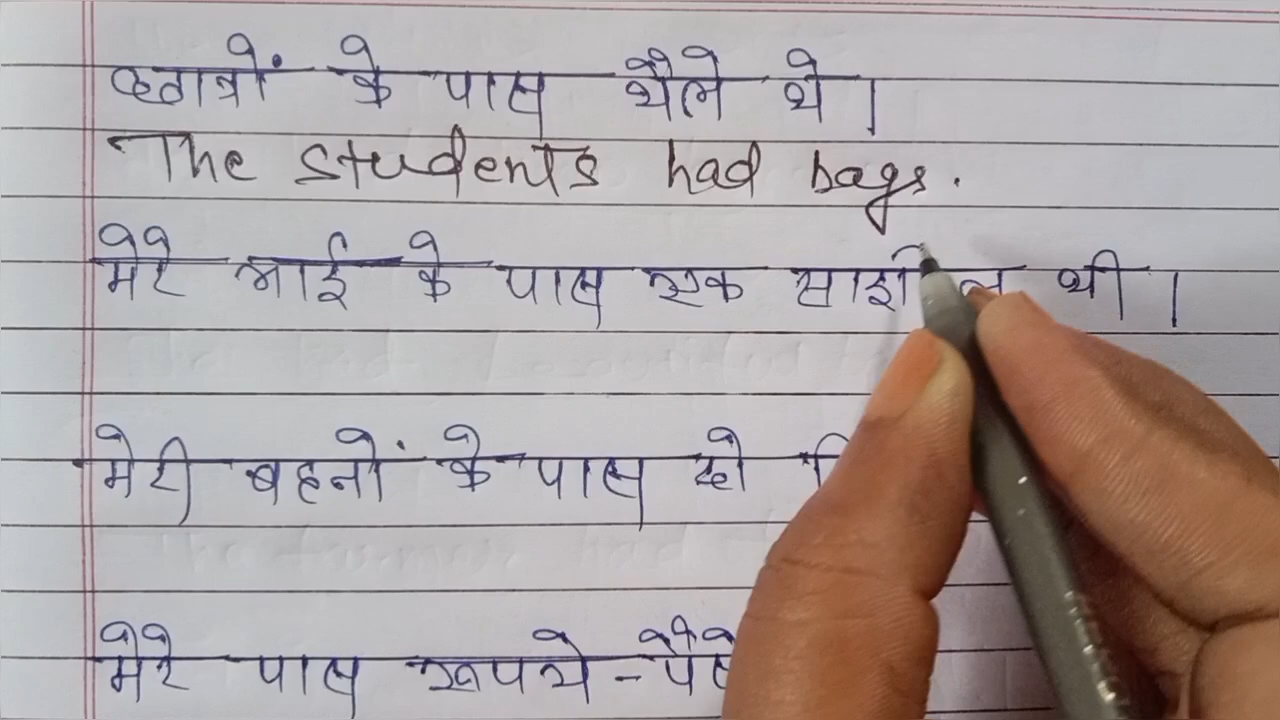 छात्रों के पास थैले थे।
The students had bags.
मेरे भाई के पास एक थी।
मेरी बहनों के पास दो
मेरे पास रूपये-